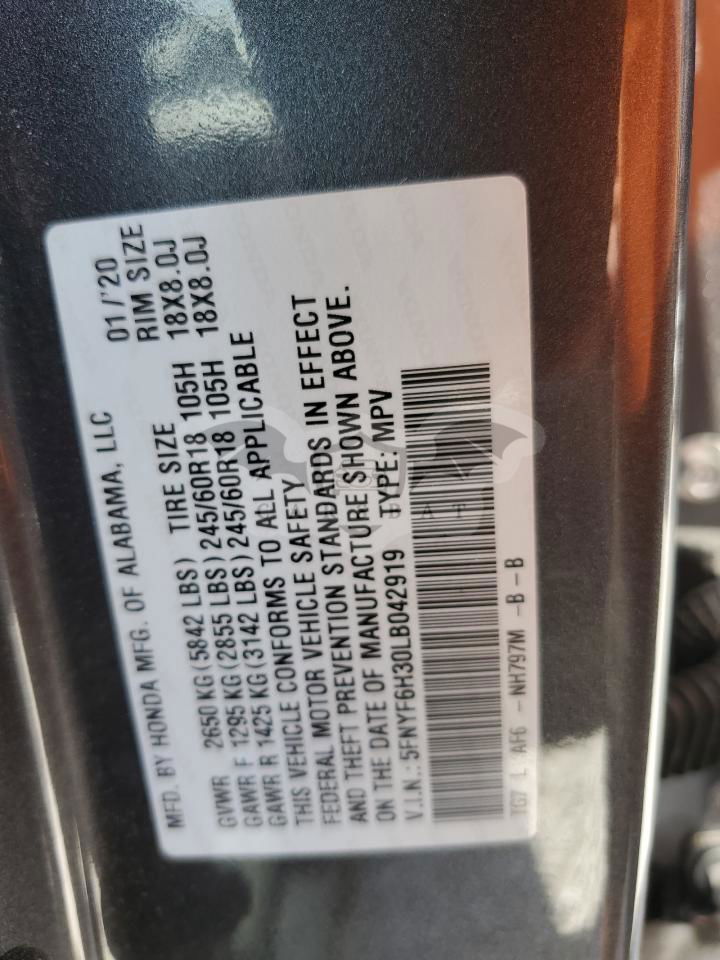 MFD. BY HONDA MFG. OF ALABAMA, LLC 01/'20
GVWR 2650 KG (5842 LBS) TIRE SIZE RIM SIZE
GAWR F 1295 KG (2855 LBS) 245/60R18 105H 18X8.0J
GAWR R 1425 KG (3142 LBS) 245/60R18 105H 18X8.0J
THIS VEHICLE CONFORMS TO ALL APPLICABLE
FEDERAL MOTOR VEHICLE SAFETY
AND THEFT PREVENTION STANDARDS IN EFFECT
ON THE DATE OF MANUFACTURE SHOWN ABOVE.
V.I.N.: 5FNYF6H30LB042919 TYPE: MPV
TG7 L AF6 -NH797M -B -B